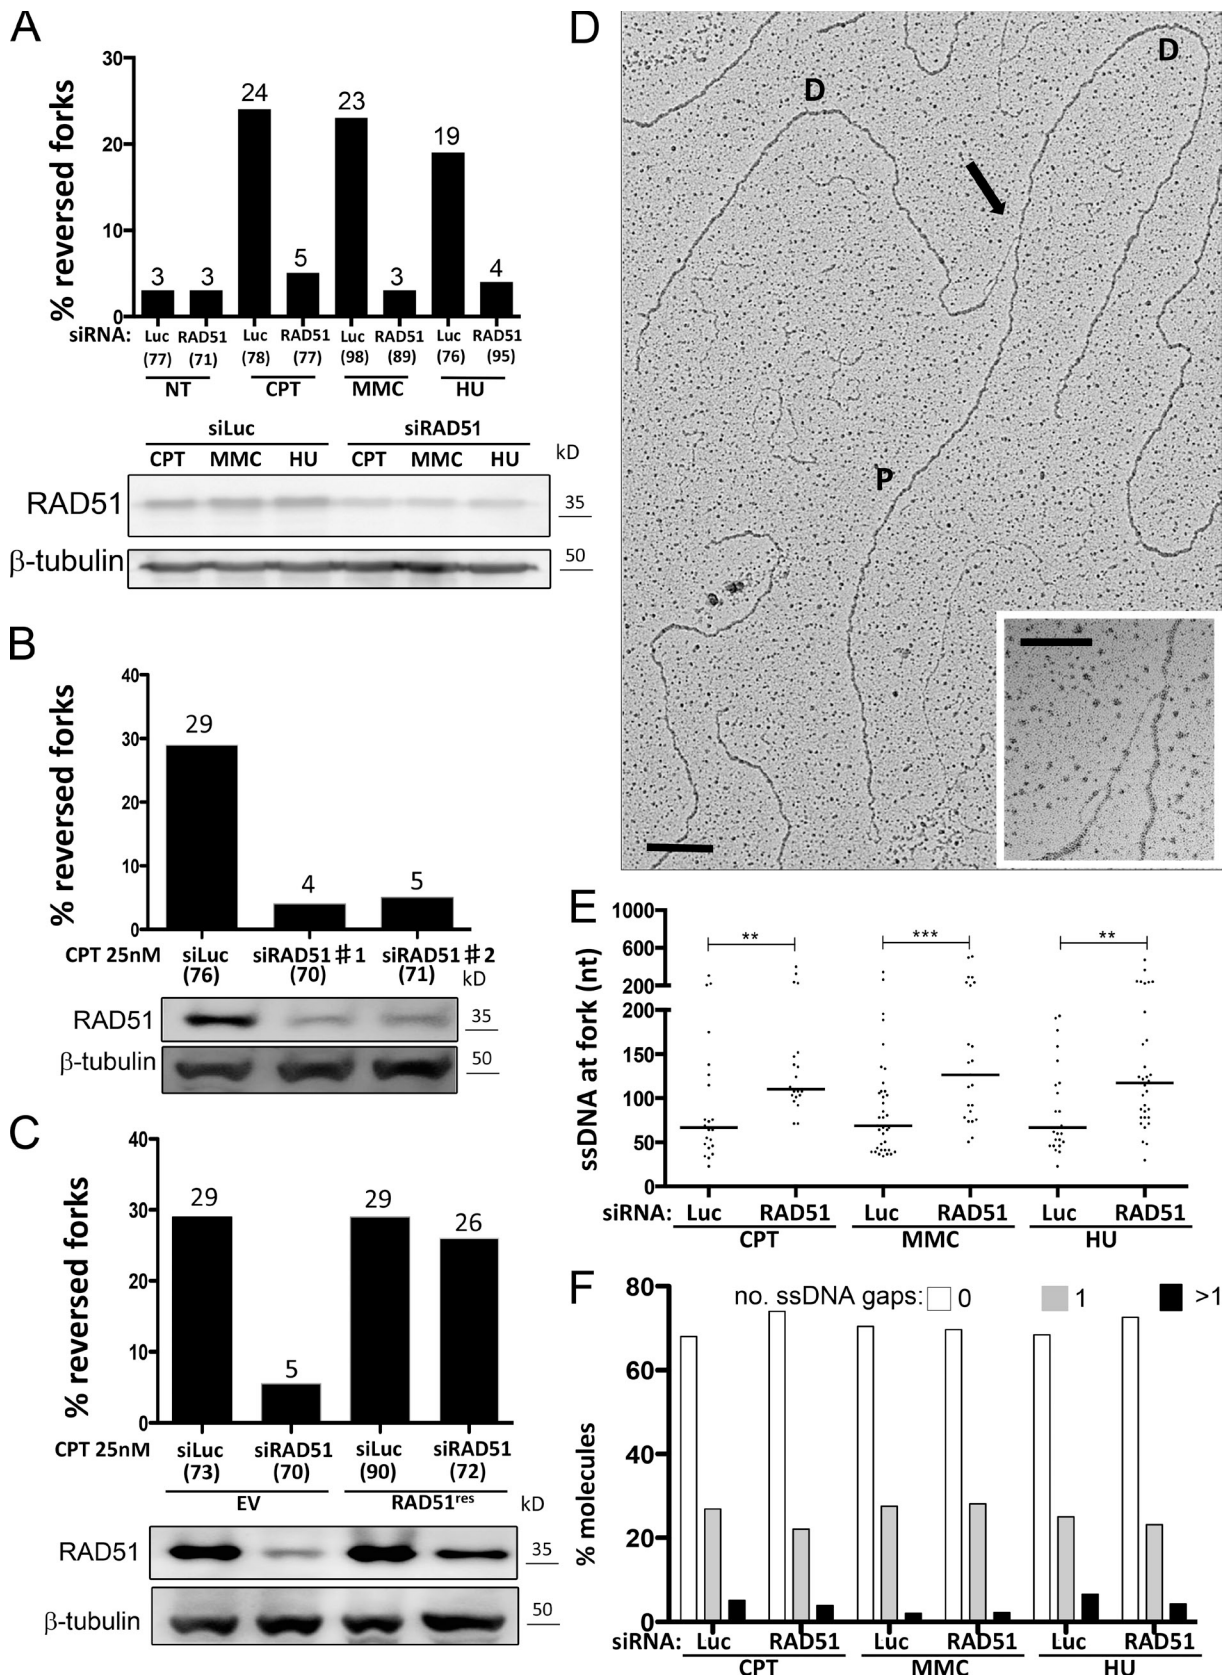 A
% reversed forks
30
20
10
0
3
3
24
5
23
3
19
4
siRNA: Luc RAD51 Luc RAD51 Luc RAD51 Luc RAD51
(77) (71) (78) (77) (98) (89) (76) (95)
NT CPT MMC HU
siLuc siRAD51
CPT MMC HU CPT MMC HU kD
RAD51 35
β-tubulin 50
B
% reversed forks
40
30
20
10
0
29
4
5
CPT 25nM siLuc siRAD51#1 siRAD51#2
(76) (70) (71) kD
RAD51 35
β-tubulin 50
C
% reversed forks
40
30
20
10
0
29
5
29
26
CPT 25nM siLuc siRAD51 siLuc siRAD51
(73) (70) (90) (72)
EV RAD51res kD
RAD51 35
β-tubulin 50
D
D
D
P
E
ssDNA at fork (nt)
1000
600
200
200
150
100
50
0
** *** **
siRNA: Luc RAD51 Luc RAD51 Luc RAD51
CPT MMC HU
F
no. ssDNA gaps: 0 1 >1
% molecules
80
60
40
20
0
siRNA: Luc RAD51 Luc RAD51 Luc RAD51
CPT MMC HU